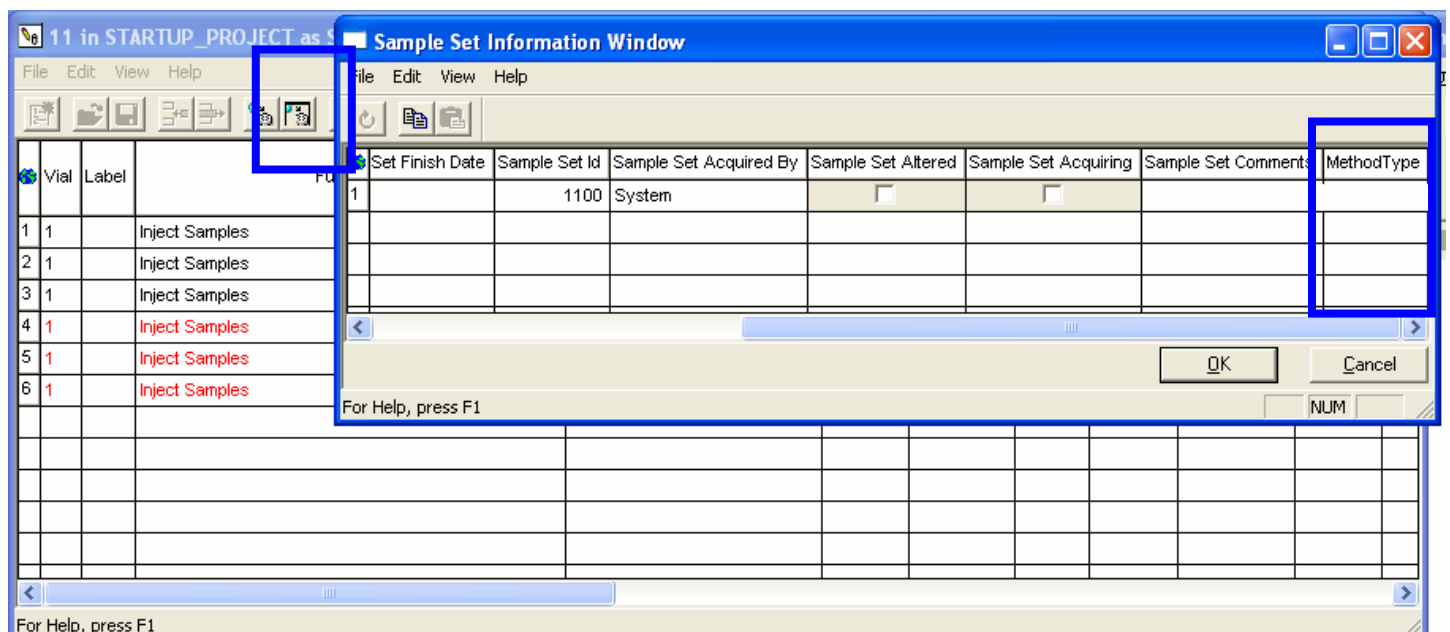 11 in STARTUP_PROJECT as
File Edit View Help
Vial Label
1 1 Inject Samples
2 1 Inject Samples
3 1 Inject Samples
4 1 Inject Samples
5 1 Inject Samples
6 1 Inject Samples
For Help, press F1
Sample Set Information Window
File Edit View Help
Set Finish Date Sample Set Id Sample Set Acquired By Sample Set Altered Sample Set Acquiring Sample Set Comments MethodType
1 1100 System
OK Cancel
For Help, press F1 NUM